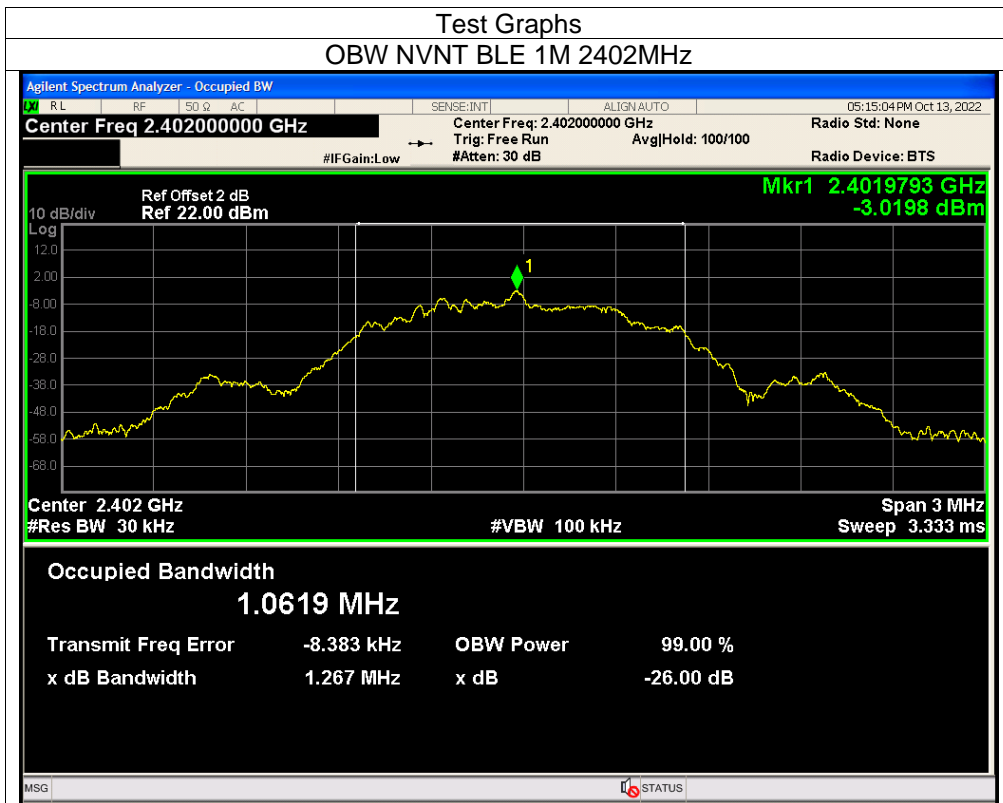 Test Graphs
OBW NVNT BLE 1M 2402MHz
Agilent Spectrum Analyzer - Occupied BW
LXI RL RF 50 Ω AC SENSE:INT ALIGN AUTO 05:15:04 PM Oct 13, 2022
Center Freq 2.402000000 GHz Center Freq: 2.402000000 GHz Radio Std: None
Trig: Free Run Avg|Hold: 100/100
#IFGain:Low #Atten: 30 dB Radio Device: BTS
Mkr1 2.4019793 GHz
Ref Offset 2 dB
10 dB/div Ref 22.00 dBm -3.0198 dBm
Log
12.0
1
2.00
-8.00
-18.0
-28.0
-38.0
-48.0
-58.0
-68.0
Center 2.402 GHz Span 3 MHz
#Res BW 30 kHz #VBW 100 kHz Sweep 3.333 ms
Occupied Bandwidth
1.0619 MHz
Transmit Freq Error -8.383 kHz OBW Power 99.00 %
x dB Bandwidth 1.267 MHz x dB -26.00 dB
MSG STATUS